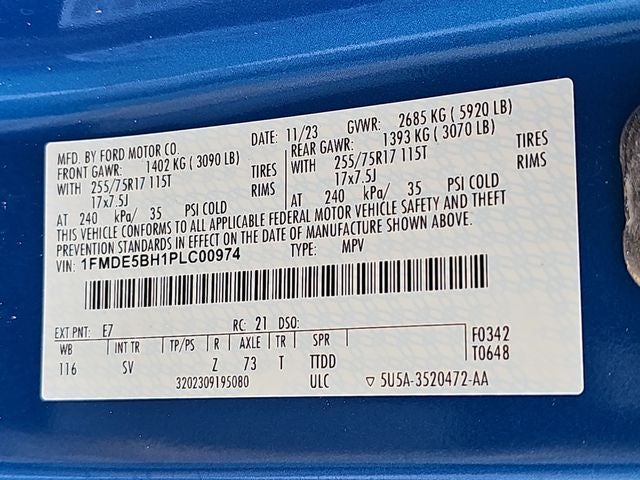 MFD. BY FORD MOTOR CO. DATE: 11/23 GVWR: 2685 KG ( 5920 LB)
FRONT GAWR: 1402 KG ( 3090 LB) REAR GAWR: 1393 KG ( 3070 LB)
WITH 255/75R17 115T TIRES WITH 255/75R17 115T TIRES
17x7.5J RIMS 17x7.5J RIMS
AT 240 kPa/ 35 PSI COLD AT 240 kPa/ 35 PSI COLD
THIS VEHICLE CONFORMS TO ALL APPLICABLE FEDERAL MOTOR VEHICLE SAFETY AND THEFT
PREVENTION STANDARDS IN EFFECT ON THE DATE OF MANUFACTURE SHOWN ABOVE.
VIN: 1FMDE5BH1PLC00974 TYPE: MPV
EXT PNT: E7 RC: 21 DSO:
WB INT TR TP/PS R AXLE TR SPR F0342
116 SV Z 73 T TTDD T0648
3202309195080 ULC ▽ 5U5A-3520472-AA